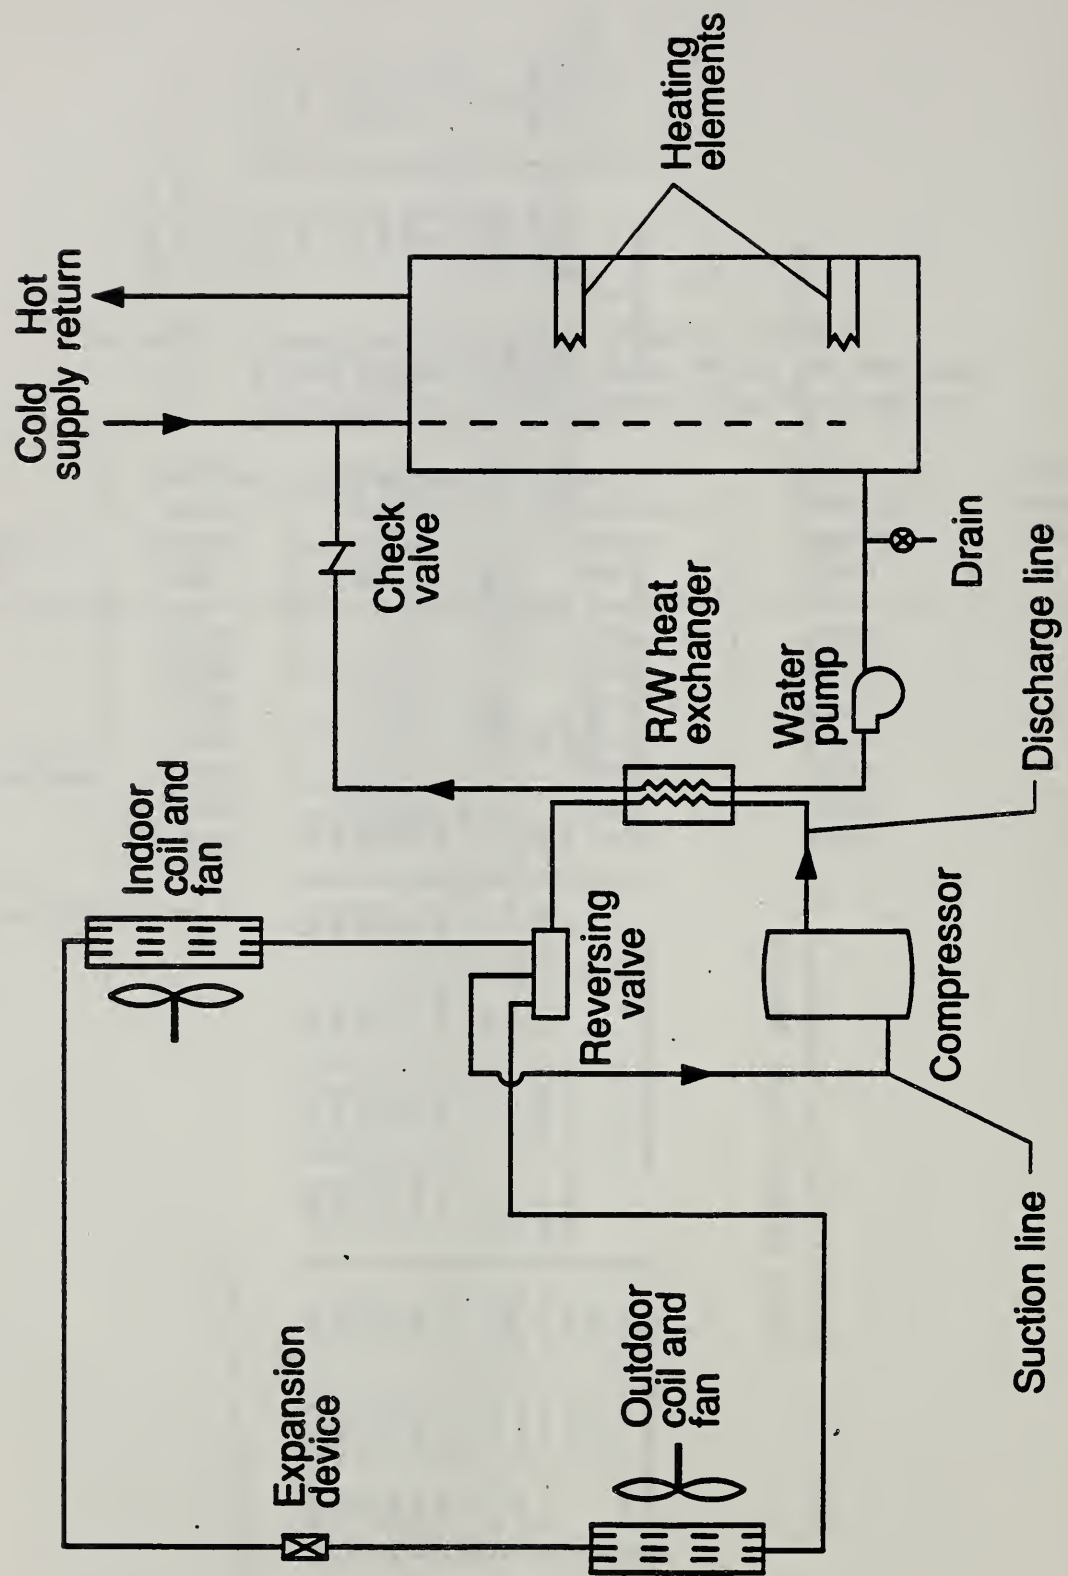 Cold Hot
supply return
Heating
elements
Check
valve
Indoor
coil and
fan
R/W heat
exchanger
Water
pump
Drain
Discharge line
Reversing
valve
Compressor
Expansion
device
Outdoor
coil and
fan
Suction line